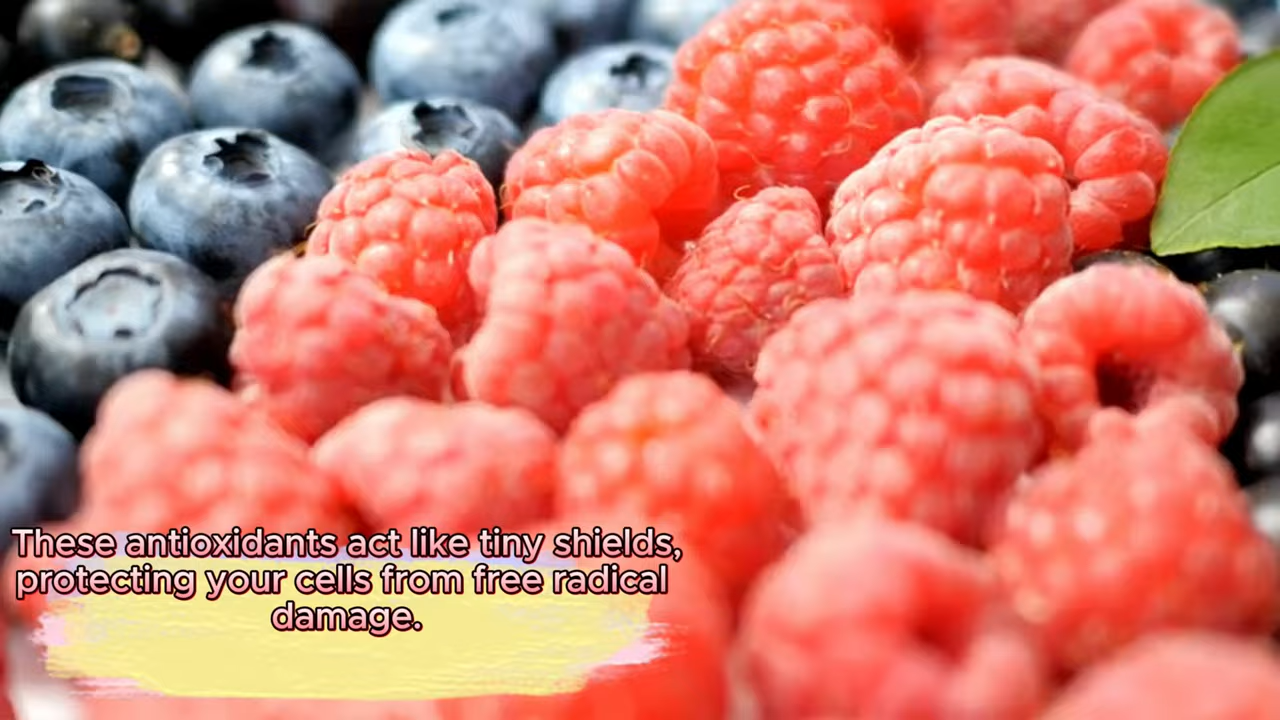 These antioxidants act like tiny shields,
protecting your cells from free radical
damage.